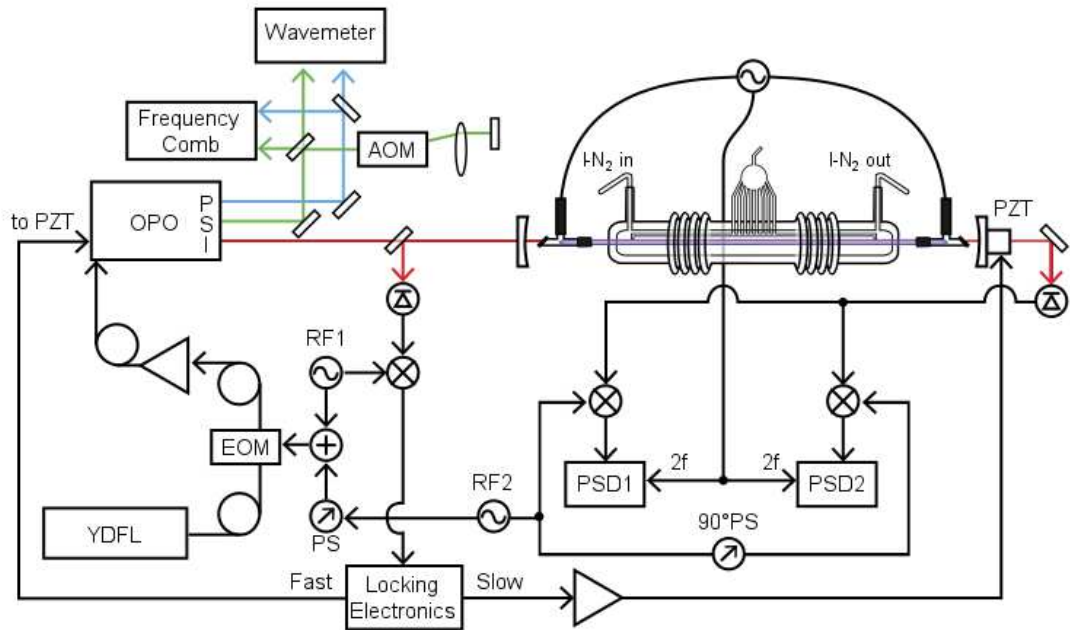 Wavemeter
Frequency
Comb
AOM
l-N₂ in
l-N₂ out
to PZT
OPO
P
S
I
PZT
RF1
EOM
2f
2f
RF2
PSD1
PSD2
YDFL
PS
90°PS
Fast
Locking
Electronics
Slow